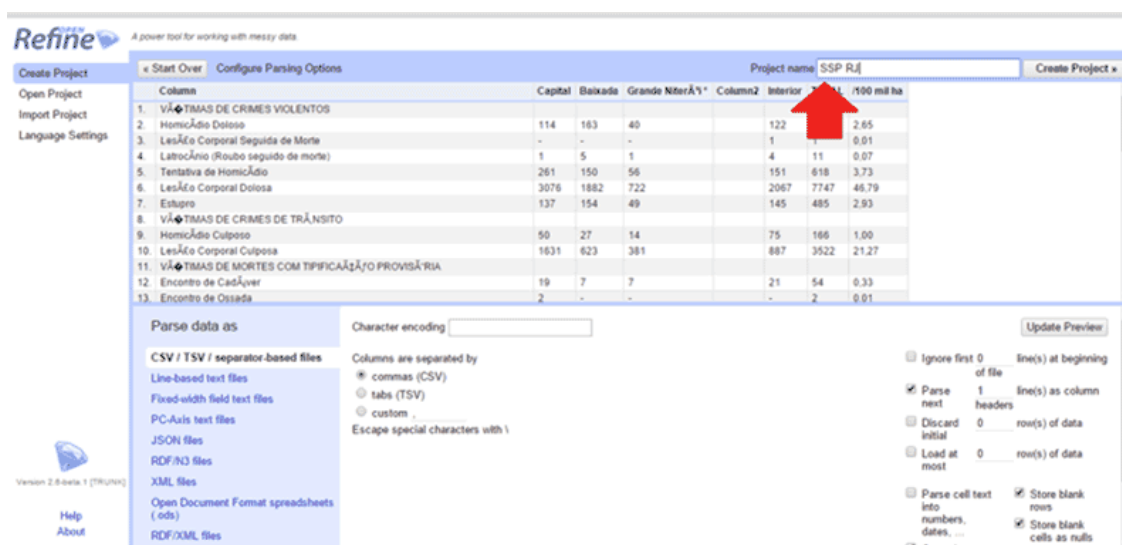 OPEN
Refine
A power tool for working with messy data.
Create Project
Open Project
Import Project
Language Settings
« Start Over Configure Parsing Options Project name SSP RJ Create Project »
Column Capital Baixada Grande NiterÃ³i* Column2 Interior /100 mil ha
1. VÃ�TIMAS DE CRIMES VIOLENTOS
2. HomicÃ­dio Doloso 114 163 40 122 2,65
3. LesÃ£o Corporal Seguida de Morte - - - 1 1 0,01
4. LatrocÃ­nio (Roubo seguido de morte) 1 5 1 4 11 0,07
5. Tentativa de HomicÃ­dio 261 150 56 151 618 3,73
6. LesÃ£o Corporal Dolosa 3076 1882 722 2067 7747 46,79
7. Estupro 137 154 49 145 485 2,93
8. VÃ�TIMAS DE CRIMES DE TRÃ‚NSITO
9. HomicÃ­dio Culposo 50 27 14 75 166 1,00
10. LesÃ£o Corporal Culposa 1631 623 381 887 3522 21,27
11. VÃ�TIMAS DE MORTES COM TIPIFICAÃ‡ÃƒO PROVISÃ“RIA
12. Encontro de CadÃ¡ver 19 7 7 21 54 0,33
13. Encontro de Ossada 2 - - - 2 0,01
Parse data as
CSV / TSV / separator-based files
Line-based text files
Fixed-width field text files
PC-Axis text files
JSON files
RDF/N3 files
XML files
Open Document Format spreadsheets
(.ods)
RDF/XML files
Character encoding
Update Preview
Columns are separated by
commas (CSV)
tabs (TSV)
custom ,
Escape special characters with \
Ignore first 0 line(s) at beginning
of file
Parse 1 line(s) as column
next headers
Discard 0 row(s) of data
initial
Load at 0 row(s) of data
most
Parse cell text
into
numbers,
dates, ...
Store blank
rows
Store blank
cells as nulls
Version 2.6-beta.1 [TRUNK]
Help
About